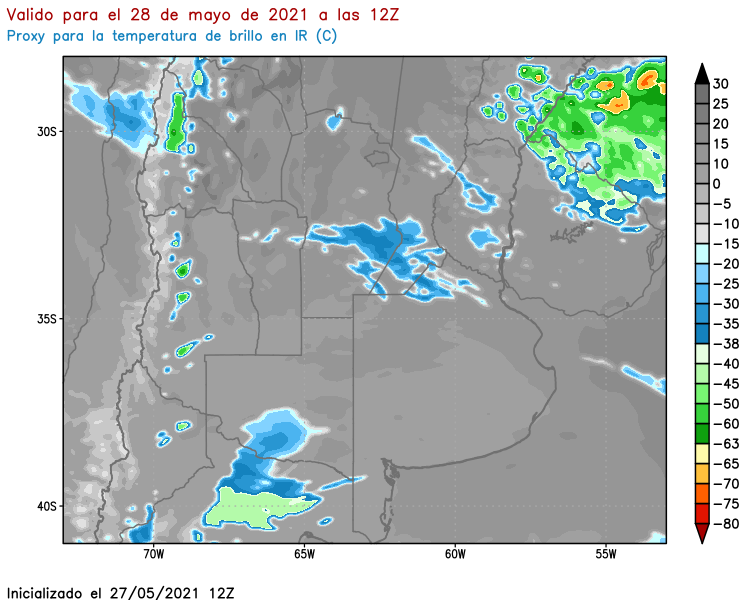 Valido para el 28 de mayo de 2021 a las 12Z
Proxy para la temperatura de brillo en IR (C)
30S
35S
40S
70W
65W
60W
55W
30
25
20
15
10
0
−5
−10
−15
−20
−25
−30
−35
−38
−40
−45
−50
−60
−63
−65
−70
−75
−80
Inicializado el 27/05/2021 12Z